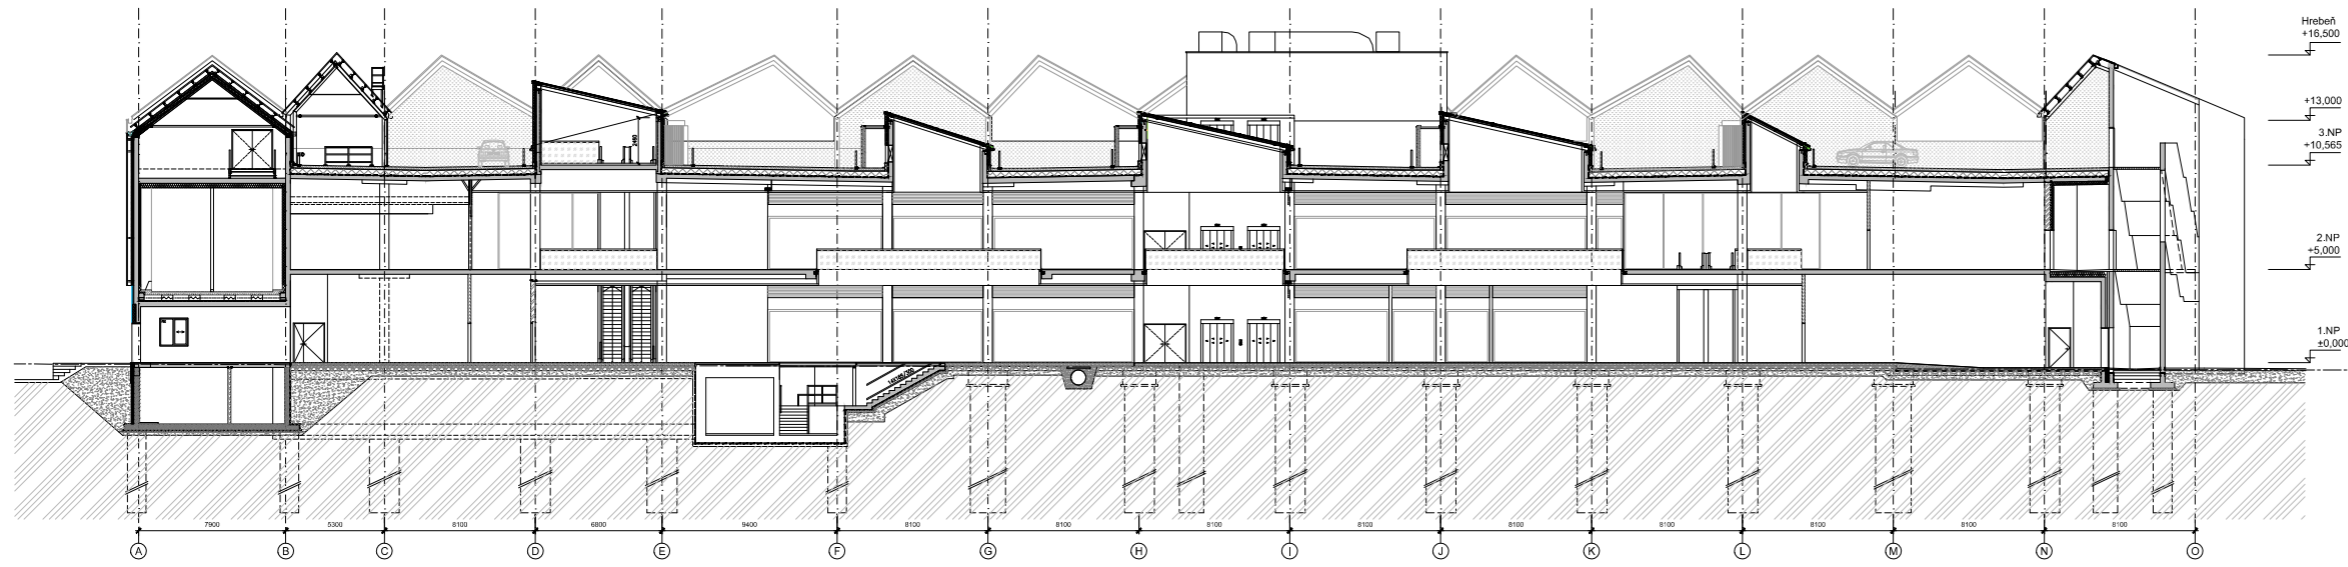 Hrebeň
+16,500
+13,000
3.NP
+10,565
2.NP
+5,000
1.NP
±0,000
2480
7900 5300 8100 6800 9400 8100 8100 8100 8100 8100 8100 8100 8100 8100
A B C D E F G H I J K L M N O